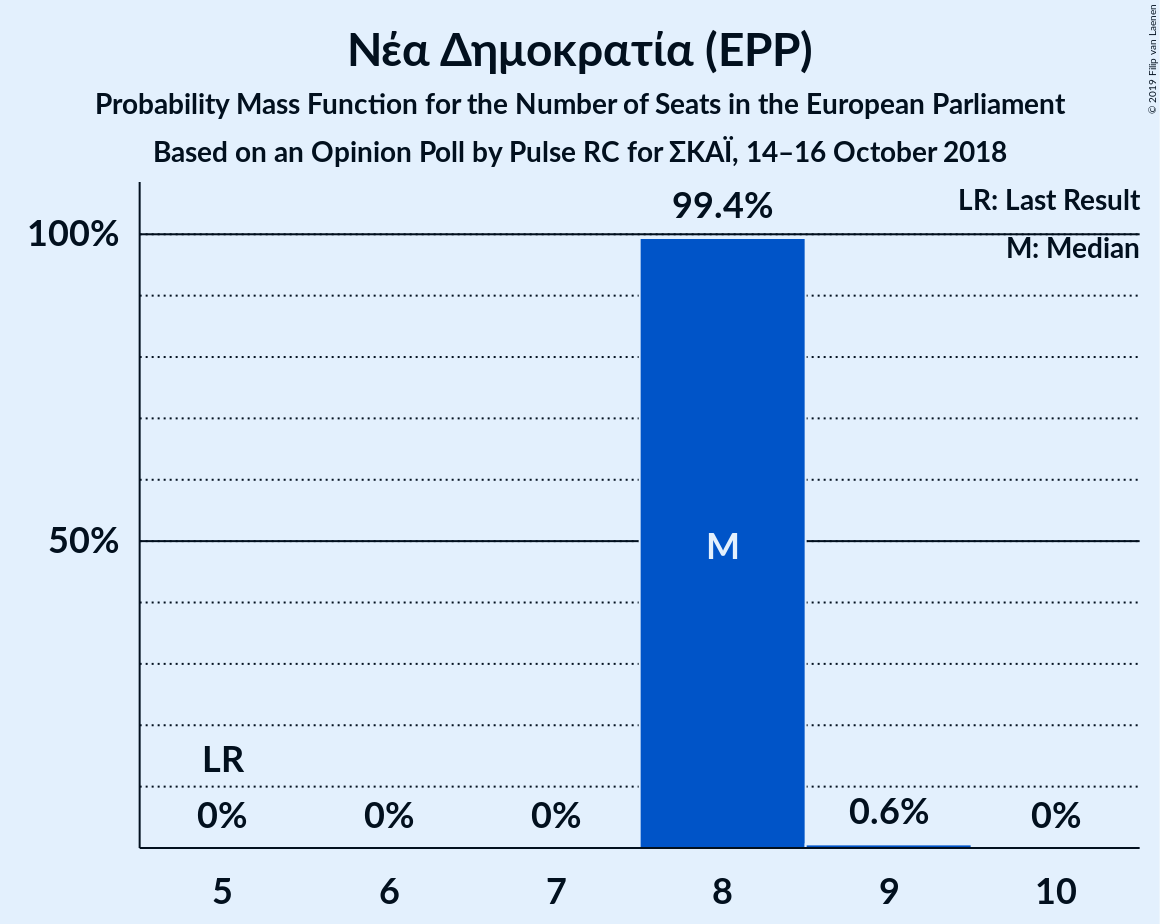 Νέα Δημοκρατία (EPP)
Probability Mass Function for the Number of Seats in the European Parliament
Based on an Opinion Poll by Pulse RC for ΣΚΑΪ, 14–16 October 2018
© 2019 Filip van Laenen
LR: Last Result
M: Median
99.4%
100%
50%
M
LR
0%
0%
0%
0.6%
0%
5
6
7
8
9
10